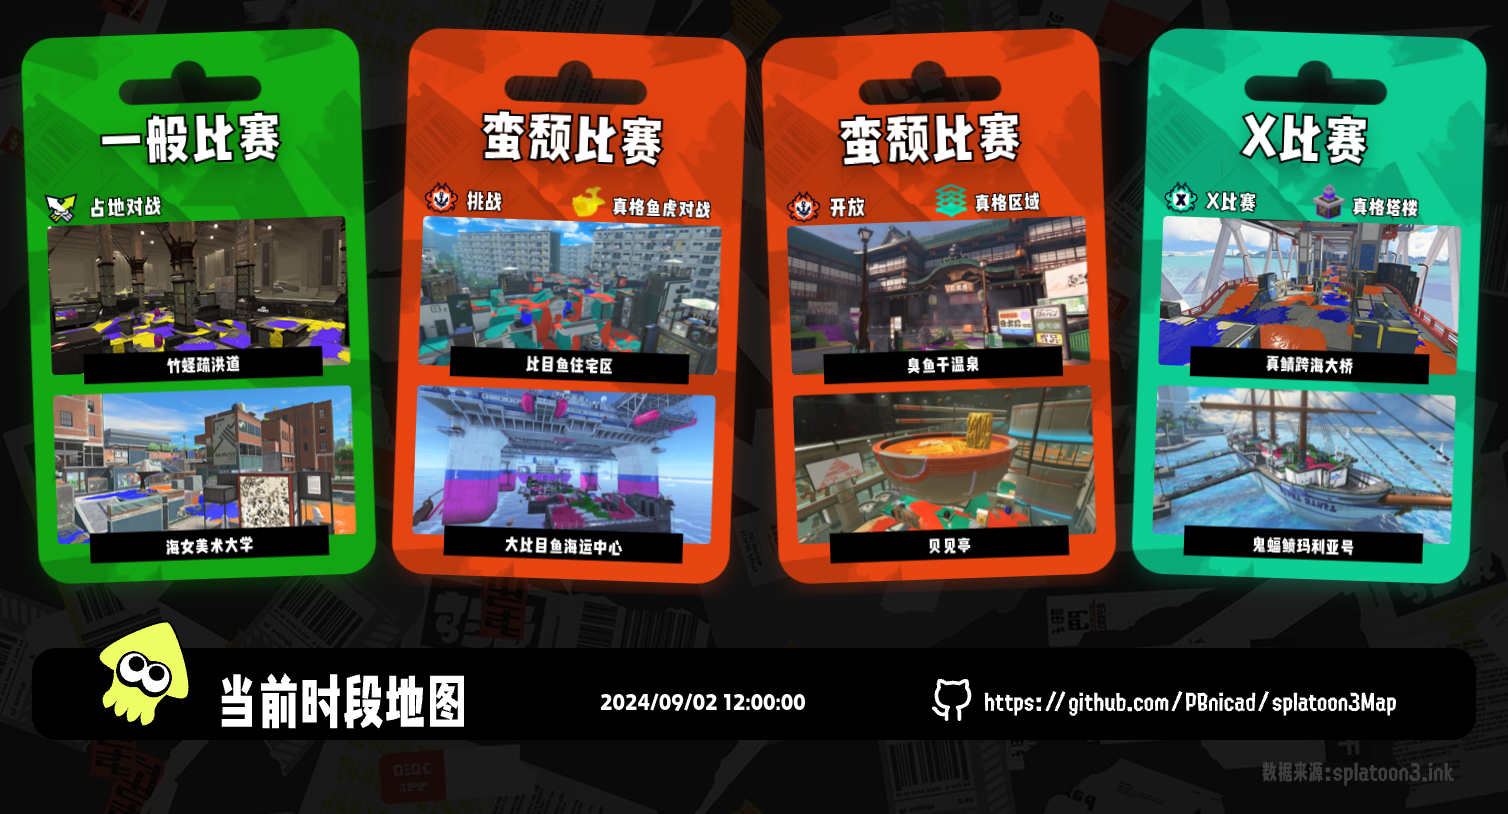 一般比赛
占地对战
竹蛏疏洪道
海女美术大学
蛮颓比赛
挑战
真格鱼虎对战
比目鱼住宅区
大比目鱼海运中心
蛮颓比赛
开放
真格区域
臭鱼干温泉
贝贝亭
X比赛
X比赛
真格塔楼
真鲷跨海大桥
鬼蝠鲼玛利亚号
当前时段地图
2024/09/02 12:00:00
https://github.com/PBnicad/splatoon3Map
数据来源:splatoon3.ink